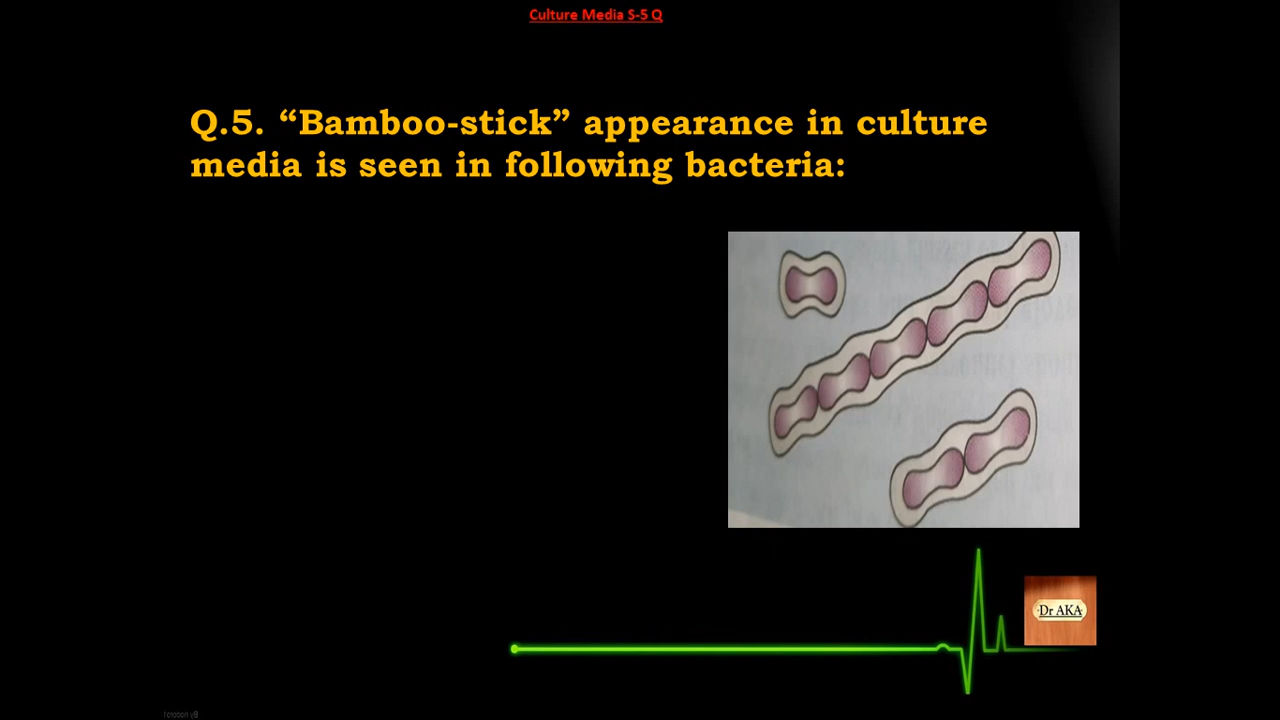 Culture Media S-5 Q
Q.5. “Bamboo-stick” appearance in culture
media is seen in following bacteria:
Dr AKA